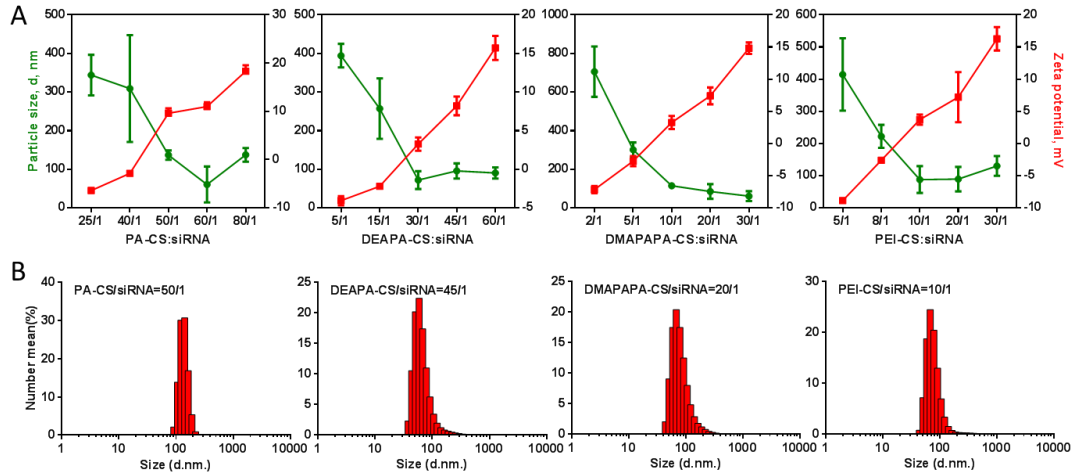 A
Particle size, d, nm
500
400
300
200
100
0
30
20
10
0
-10
25/1 40/1 50/1 60/1 80/1
PA-CS:siRNA
500
400
300
200
100
0
20
15
10
5
0
-5
5/1 15/1 30/1 45/1 60/1
DEAPA-CS:siRNA
1000
800
600
400
200
0
20
15
10
5
0
-5
-10
2/1 5/1 10/1 20/1 30/1
DMAPAPA-CS:siRNA
600
500
400
300
200
100
0
20
15
10
5
0
-5
-10
5/1 8/1 10/1 20/1 30/1
PEI-CS:siRNA
Zeta potential, mV
B
Number mean(%)
PA-CS/siRNA=50/1
40
30
20
10
0
1 10 100 1000 10000
Size (d.nm.)
DEAPA-CS/siRNA=45/1
25
20
15
10
5
0
1 10 100 1000 10000
Size (d.nm.)
DMAPAPA-CS/siRNA=20/1
25
20
15
10
5
0
1 10 100 1000 10000
Size (d.nm.)
PEI-CS/siRNA=10/1
30
20
10
0
1 10 100 1000 10000
Size (d.nm.)